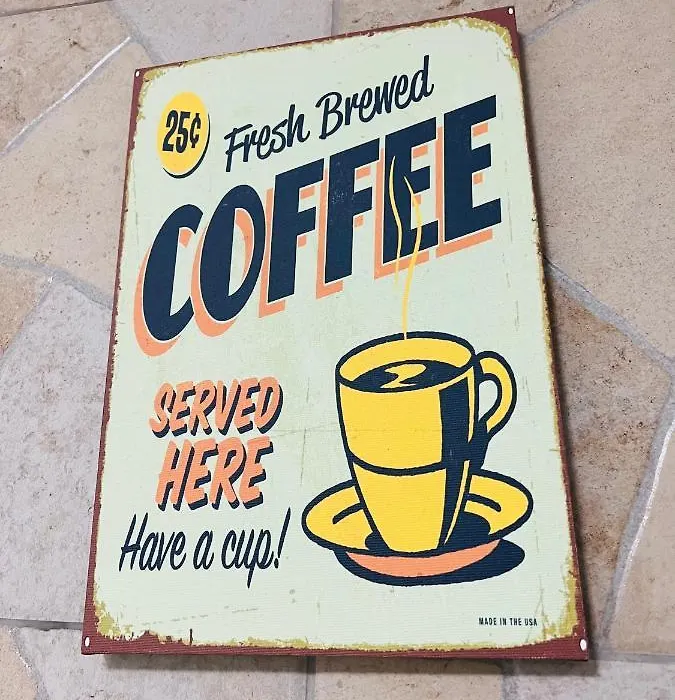 25¢
Fresh Brewed
COFFEE
SERVED
HERE
Have a cup!
MADE IN THE USA